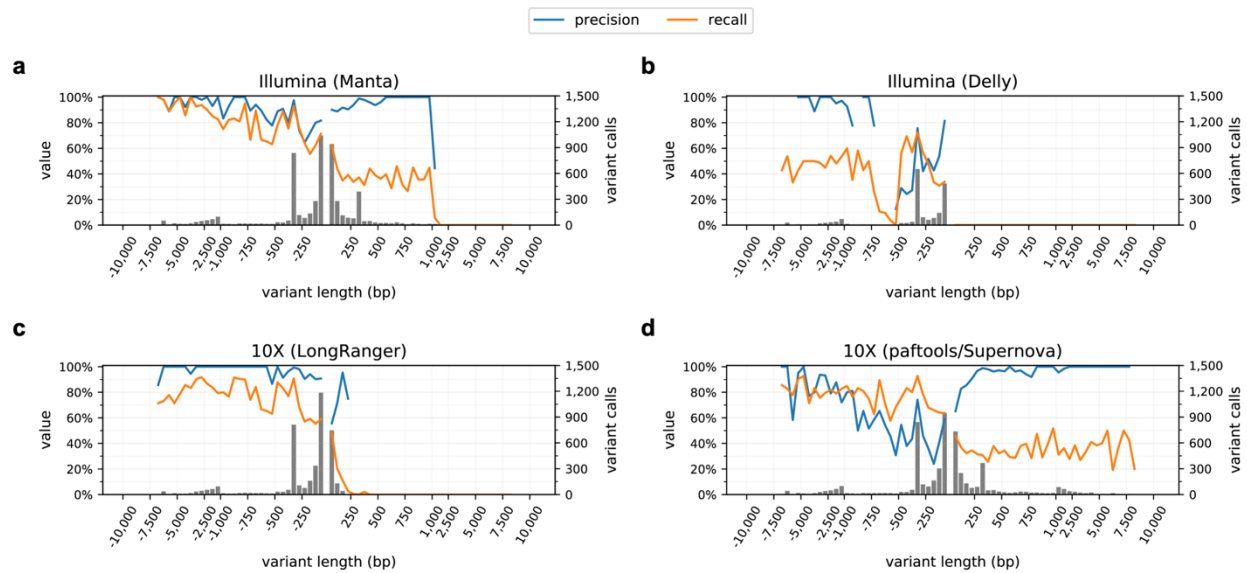 precision recall
a
Illumina (Manta)
100%
80%
60%
40%
20%
0%
value
1,500
1,200
900
600
300
0
variant calls
-10,000 -7,500 -5,000 -2,500 -1,000 -750 -500 -250 250 500 750 1,000 2,500 5,000 7,500 10,000
variant length (bp)
b
Illumina (Delly)
100%
80%
60%
40%
20%
0%
value
1,500
1,200
900
600
300
0
variant calls
-10,000 -7,500 -5,000 -2,500 -1,000 -750 -500 -250 250 500 750 1,000 2,500 5,000 7,500 10,000
variant length (bp)
c
10X (LongRanger)
100%
80%
60%
40%
20%
0%
value
1,500
1,200
900
600
300
0
variant calls
-10,000 -7,500 -5,000 -2,500 -1,000 -750 -500 -250 250 500 750 1,000 2,500 5,000 7,500 10,000
variant length (bp)
d
10X (paftools/Supernova)
100%
80%
60%
40%
20%
0%
value
1,500
1,200
900
600
300
0
variant calls
-10,000 -7,500 -5,000 -2,500 -1,000 -750 -500 -250 250 500 750 1,000 2,500 5,000 7,500 10,000
variant length (bp)